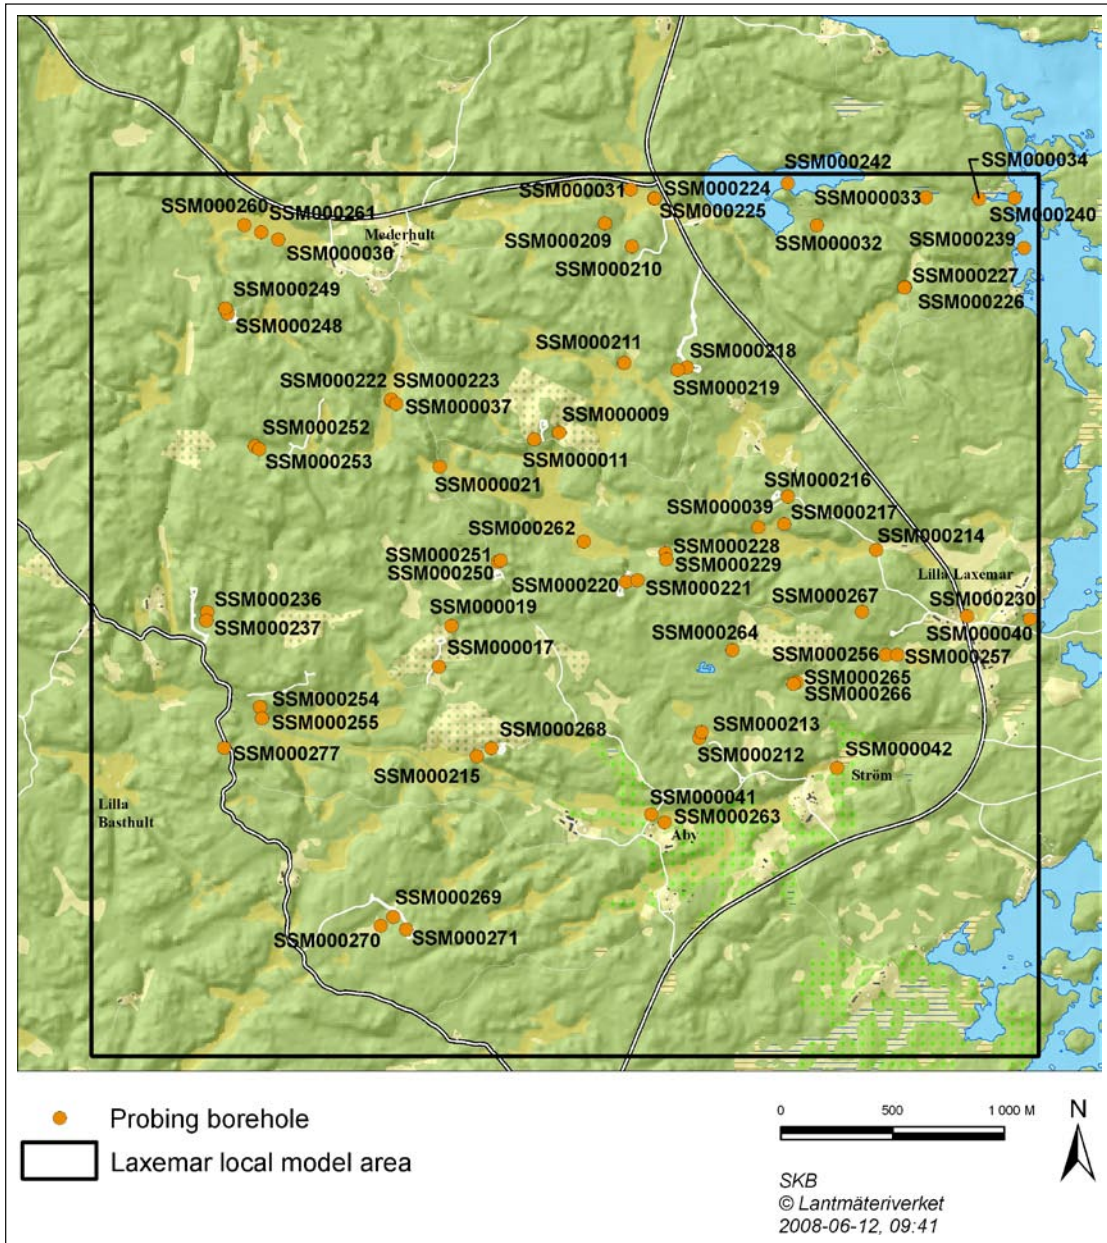 SSM000242
SSM000034
SSM000031
SSM000224
SSM000033
SSM000260
SSM000261
SSM000225
SSM000240
Mederhult
SSM000209
SSM000032
SSM000239
SSM000030
SSM000210
SSM000227
SSM000249
SSM000226
SSM000248
SSM000211
SSM000218
SSM000222
SSM000223
SSM000219
SSM000037
SSM000009
SSM000252
SSM000253
SSM000011
SSM000021
SSM000216
SSM000039
SSM000217
SSM000262
SSM000214
SSM000251
SSM000228
SSM000229
SSM000250
Lilla Laxemar
SSM000220
SSM000221
SSM000236
SSM000019
SSM000267
SSM000230
SSM000237
SSM000040
SSM000264
SSM000017
SSM000256
SSM000257
SSM000265
SSM000266
SSM000254
SSM000255
SSM000213
SSM000268
SSM000042
SSM000277
SSM000212
SSM000215
Ström
Lilla
Basthult
SSM000041
SSM000263
Äby
SSM000269
SSM000270
SSM000271
Probing borehole
Laxemar local model area
0 500 1 000 M
N
SKB
© Lantmäteriverket
2008-06-12, 09:41